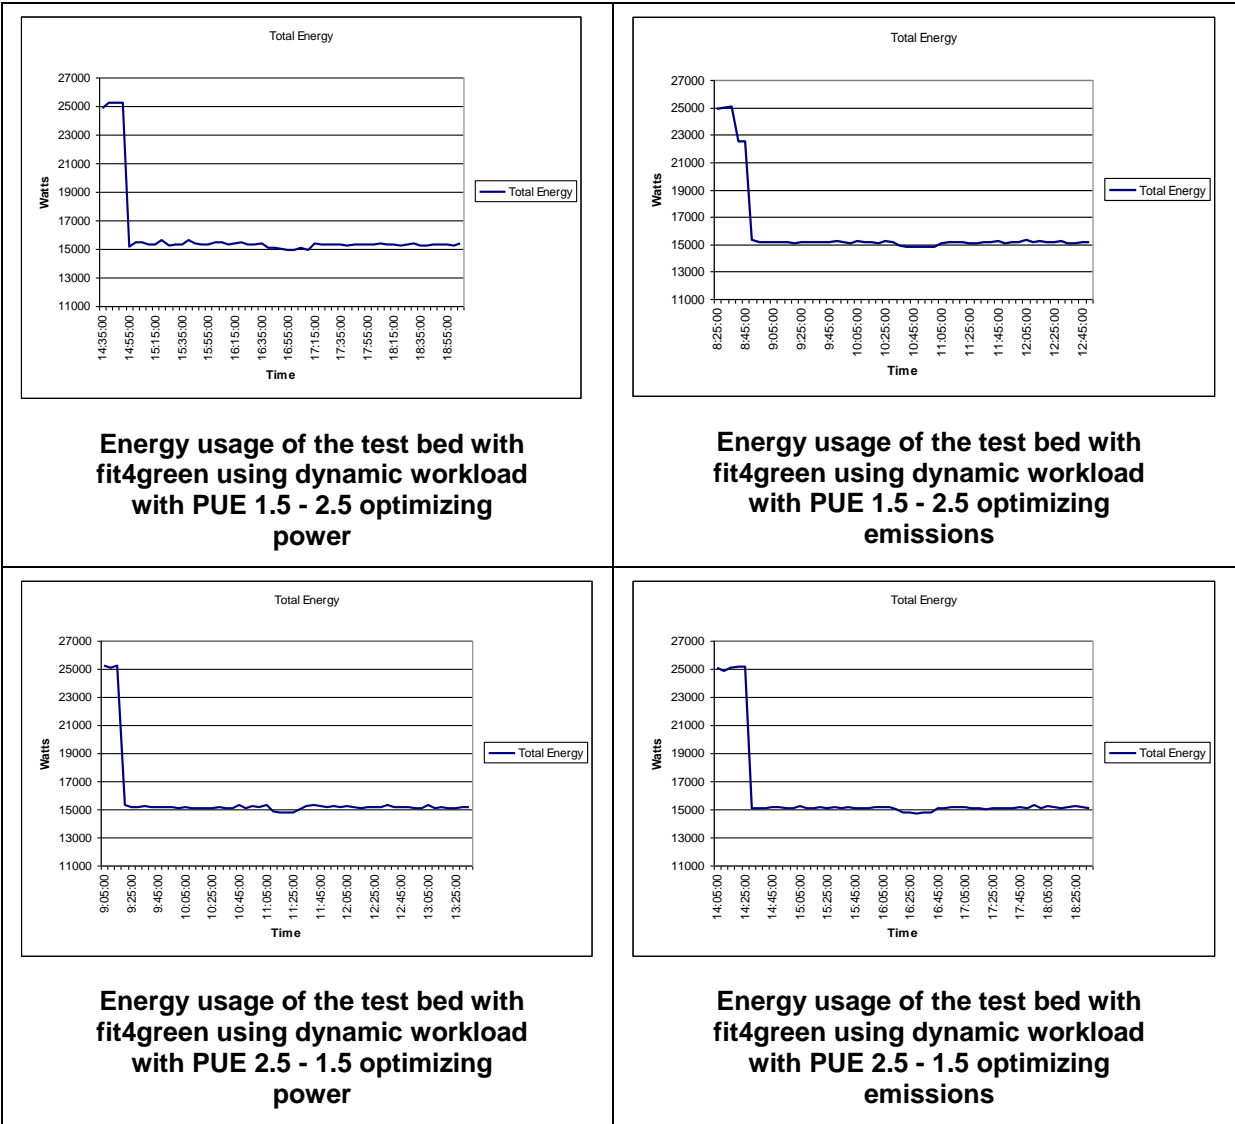 Total Energy
27000
25000
23000
21000
19000
17000
15000
13000
11000
Watts
14:35:00
14:55:00
15:15:00
15:35:00
15:55:00
16:15:00
16:35:00
16:55:00
17:15:00
17:35:00
17:55:00
18:15:00
18:35:00
18:55:00
Time
Total Energy
Energy usage of the test bed with
fit4green using dynamic workload
with PUE 1.5 - 2.5 optimizing
power
Total Energy
27000
25000
23000
21000
19000
17000
15000
13000
11000
Watts
8:25:00
8:45:00
9:05:00
9:25:00
9:45:00
10:05:00
10:25:00
10:45:00
11:05:00
11:25:00
11:45:00
12:05:00
12:25:00
12:45:00
Time
Total Energy
Energy usage of the test bed with
fit4green using dynamic workload
with PUE 1.5 - 2.5 optimizing
emissions
Total Energy
27000
25000
23000
21000
19000
17000
15000
13000
11000
Watts
9:05:00
9:25:00
9:45:00
10:05:00
10:25:00
10:45:00
11:05:00
11:25:00
11:45:00
12:05:00
12:25:00
12:45:00
13:05:00
13:25:00
Time
Total Energy
Energy usage of the test bed with
fit4green using dynamic workload
with PUE 2.5 - 1.5 optimizing
power
Total Energy
27000
25000
23000
21000
19000
17000
15000
13000
11000
Watts
14:05:00
14:25:00
14:45:00
15:05:00
15:25:00
15:45:00
16:05:00
16:25:00
16:45:00
17:05:00
17:25:00
17:45:00
18:05:00
18:25:00
Time
Total Energy
Energy usage of the test bed with
fit4green using dynamic workload
with PUE 2.5 - 1.5 optimizing
emissions